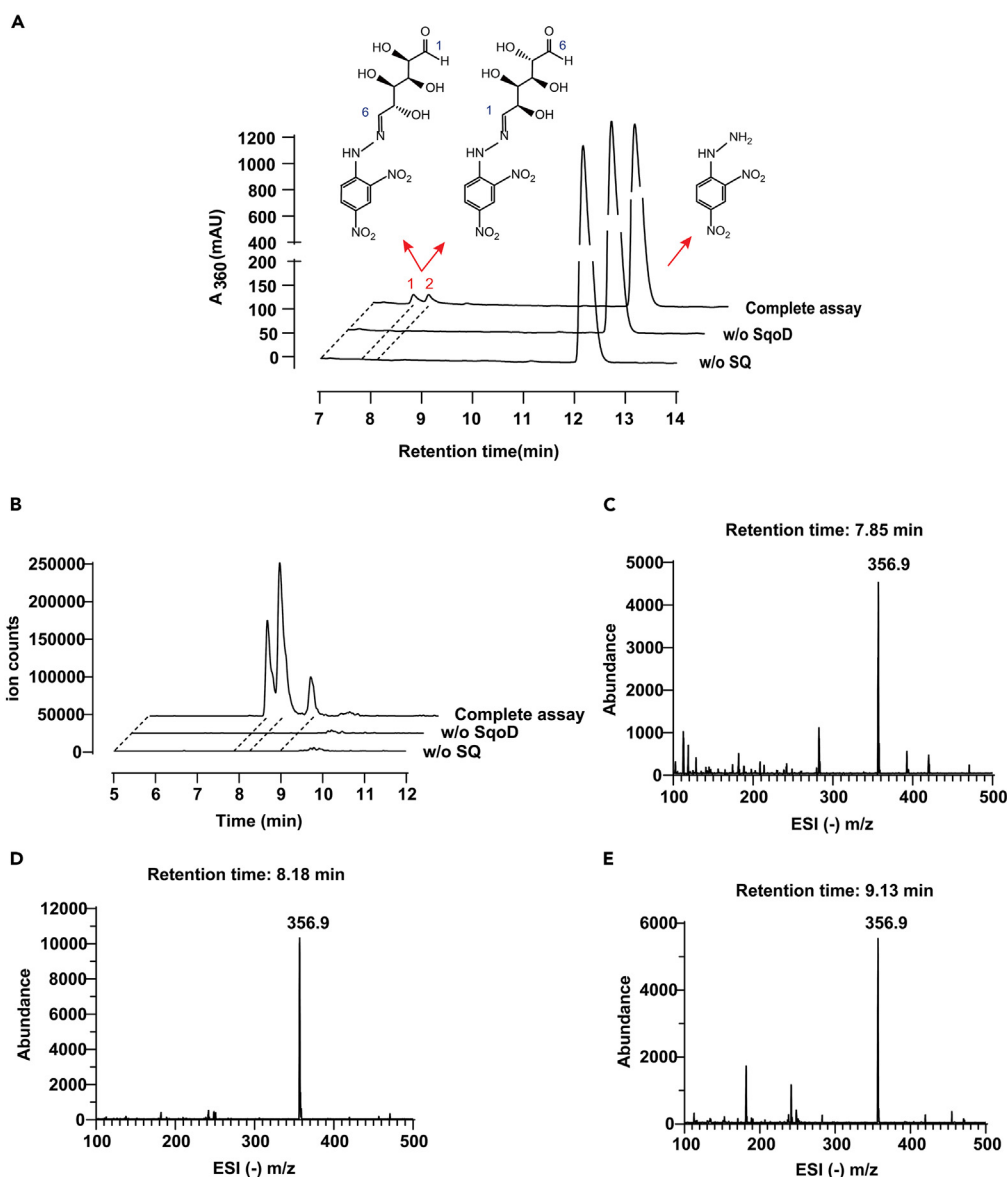 A
O
1
OH
H
HO
OH
OH
6
N
HN
NO2
NO2
O
6
OH
H
HO
OH
OH
1
N
HN
NO2
NO2
NH2
HN
NO2
NO2
A360(mAU)
1200
1000
800
600
400
200
150
100
50
0
1 2
Complete assay
w/o SqoD
w/o SQ
7 8 9 10 11 12 13 14
Retention time(min)
B
ion counts
250000
200000
150000
100000
50000
0
Complete assay
w/o SqoD
w/o SQ
5 6 7 8 9 10 11 12
Time (min)
C
Retention time: 7.85 min
356.9
Abundance
5000
4000
3000
2000
1000
0
100 200 300 400 500
ESI (-) m/z
D
Retention time: 8.18 min
356.9
Abundance
12000
10000
8000
6000
4000
2000
0
100 200 300 400 500
ESI (-) m/z
E
Retention time: 9.13 min
356.9
Abundance
6000
4000
2000
0
100 200 300 400 500
ESI (-) m/z